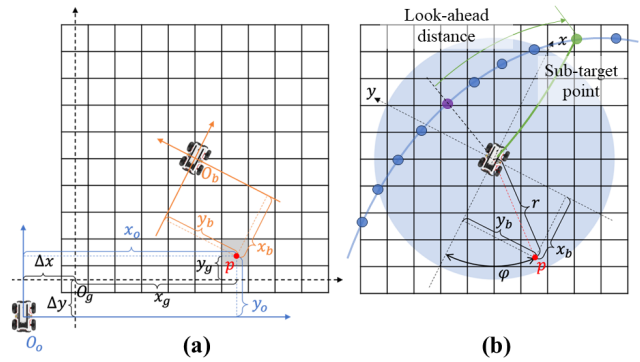 O_b
y_b
x_b
x_o
y_g
p
Δx
O_g
x_g
Δy
y_o
O_o
(a)
Look-ahead
distance
x
Sub-target
point
y
r
y_b
x_b
p
φ
(b)